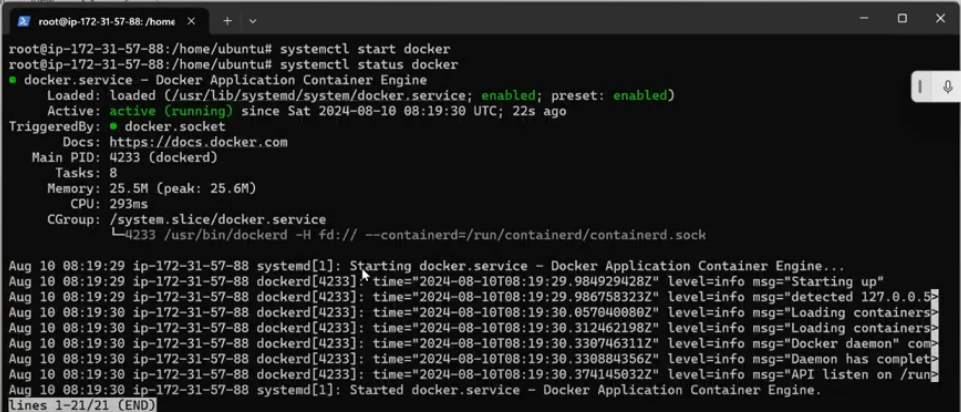 root@ip-172-31-57-88: /home
root@ip-172-31-57-88:/home/ubuntu# systemctl start docker
root@ip-172-31-57-88:/home/ubuntu# systemctl status docker
● docker.service - Docker Application Container Engine
Loaded: loaded (/usr/lib/systemd/system/docker.service; enabled; preset: enabled)
Active: active (running) since Sat 2024-08-10 08:19:30 UTC; 22s ago
TriggeredBy: ● docker.socket
Docs: https://docs.docker.com
Main PID: 4233 (dockerd)
Tasks: 8
Memory: 25.5M (peak: 25.6M)
CPU: 293ms
CGroup: /system.slice/docker.service
└─4233 /usr/bin/dockerd -H fd:// --containerd=/run/containerd/containerd.sock
Aug 10 08:19:29 ip-172-31-57-88 systemd[1]: Starting docker.service - Docker Application Container Engine...
Aug 10 08:19:29 ip-172-31-57-88 dockerd[4233]: time="2024-08-10T08:19:29.984929428Z" level=info msg="Starting up"
Aug 10 08:19:29 ip-172-31-57-88 dockerd[4233]: time="2024-08-10T08:19:29.986758323Z" level=info msg="detected 127.0.0.5>
Aug 10 08:19:30 ip-172-31-57-88 dockerd[4233]: time="2024-08-10T08:19:30.057040080Z" level=info msg="Loading containers>
Aug 10 08:19:30 ip-172-31-57-88 dockerd[4233]: time="2024-08-10T08:19:30.312462198Z" level=info msg="Loading containers>
Aug 10 08:19:30 ip-172-31-57-88 dockerd[4233]: time="2024-08-10T08:19:30.330746311Z" level=info msg="Docker daemon" com>
Aug 10 08:19:30 ip-172-31-57-88 dockerd[4233]: time="2024-08-10T08:19:30.330884356Z" level=info msg="Daemon has complet>
Aug 10 08:19:30 ip-172-31-57-88 dockerd[4233]: time="2024-08-10T08:19:30.374145032Z" level=info msg="API listen on /run>
Aug 10 08:19:30 ip-172-31-57-88 systemd[1]: Started docker.service - Docker Application Container Engine.
lines 1-21/21 (END)